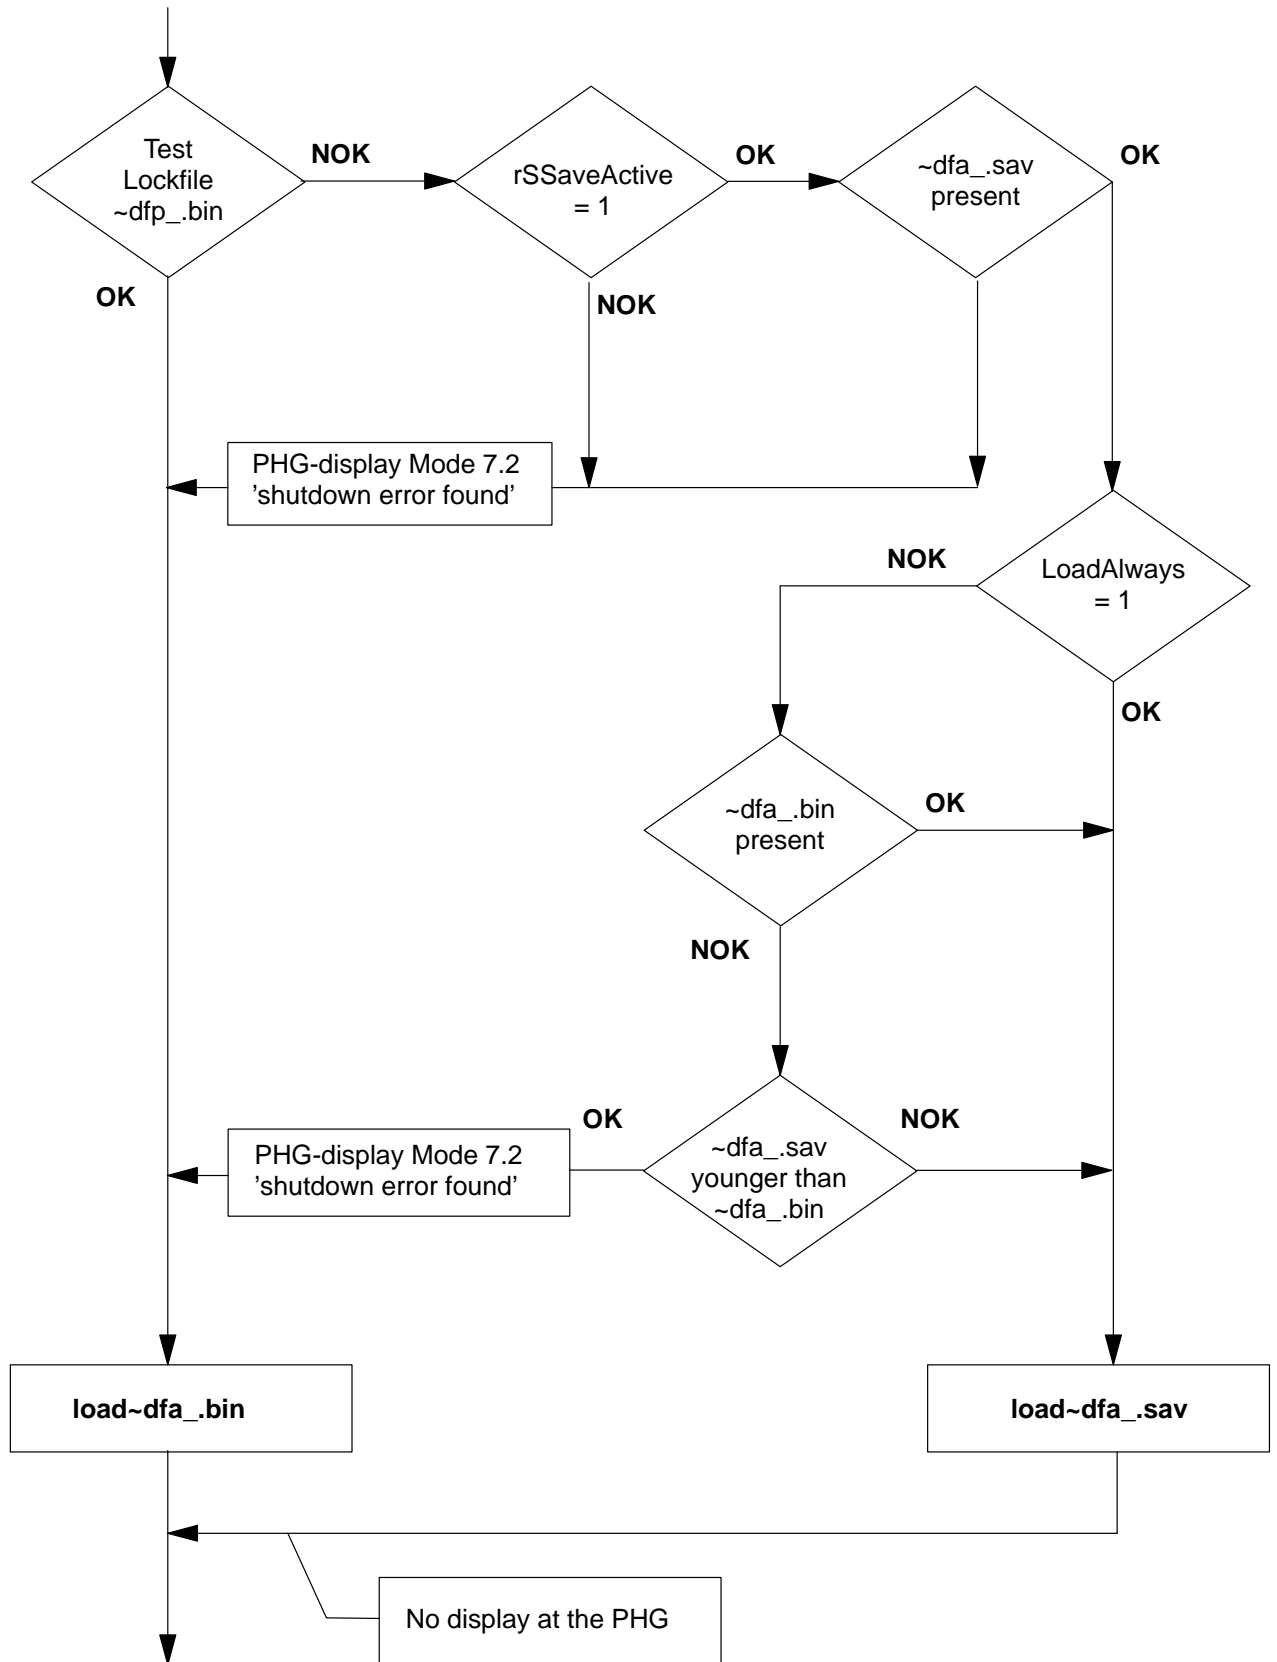 Test
Lockfile
~dfp_.bin
NOK
rSSaveActive
= 1
OK
~dfa_.sav
present
OK
OK
NOK
PHG-display Mode 7.2
’shutdown error found’
NOK
LoadAlways
= 1
OK
~dfa_.bin
present
OK
NOK
OK
NOK
~dfa_.sav
younger than
~dfa_.bin
PHG-display Mode 7.2
’shutdown error found’
load~dfa_.bin
load~dfa_.sav
No display at the PHG